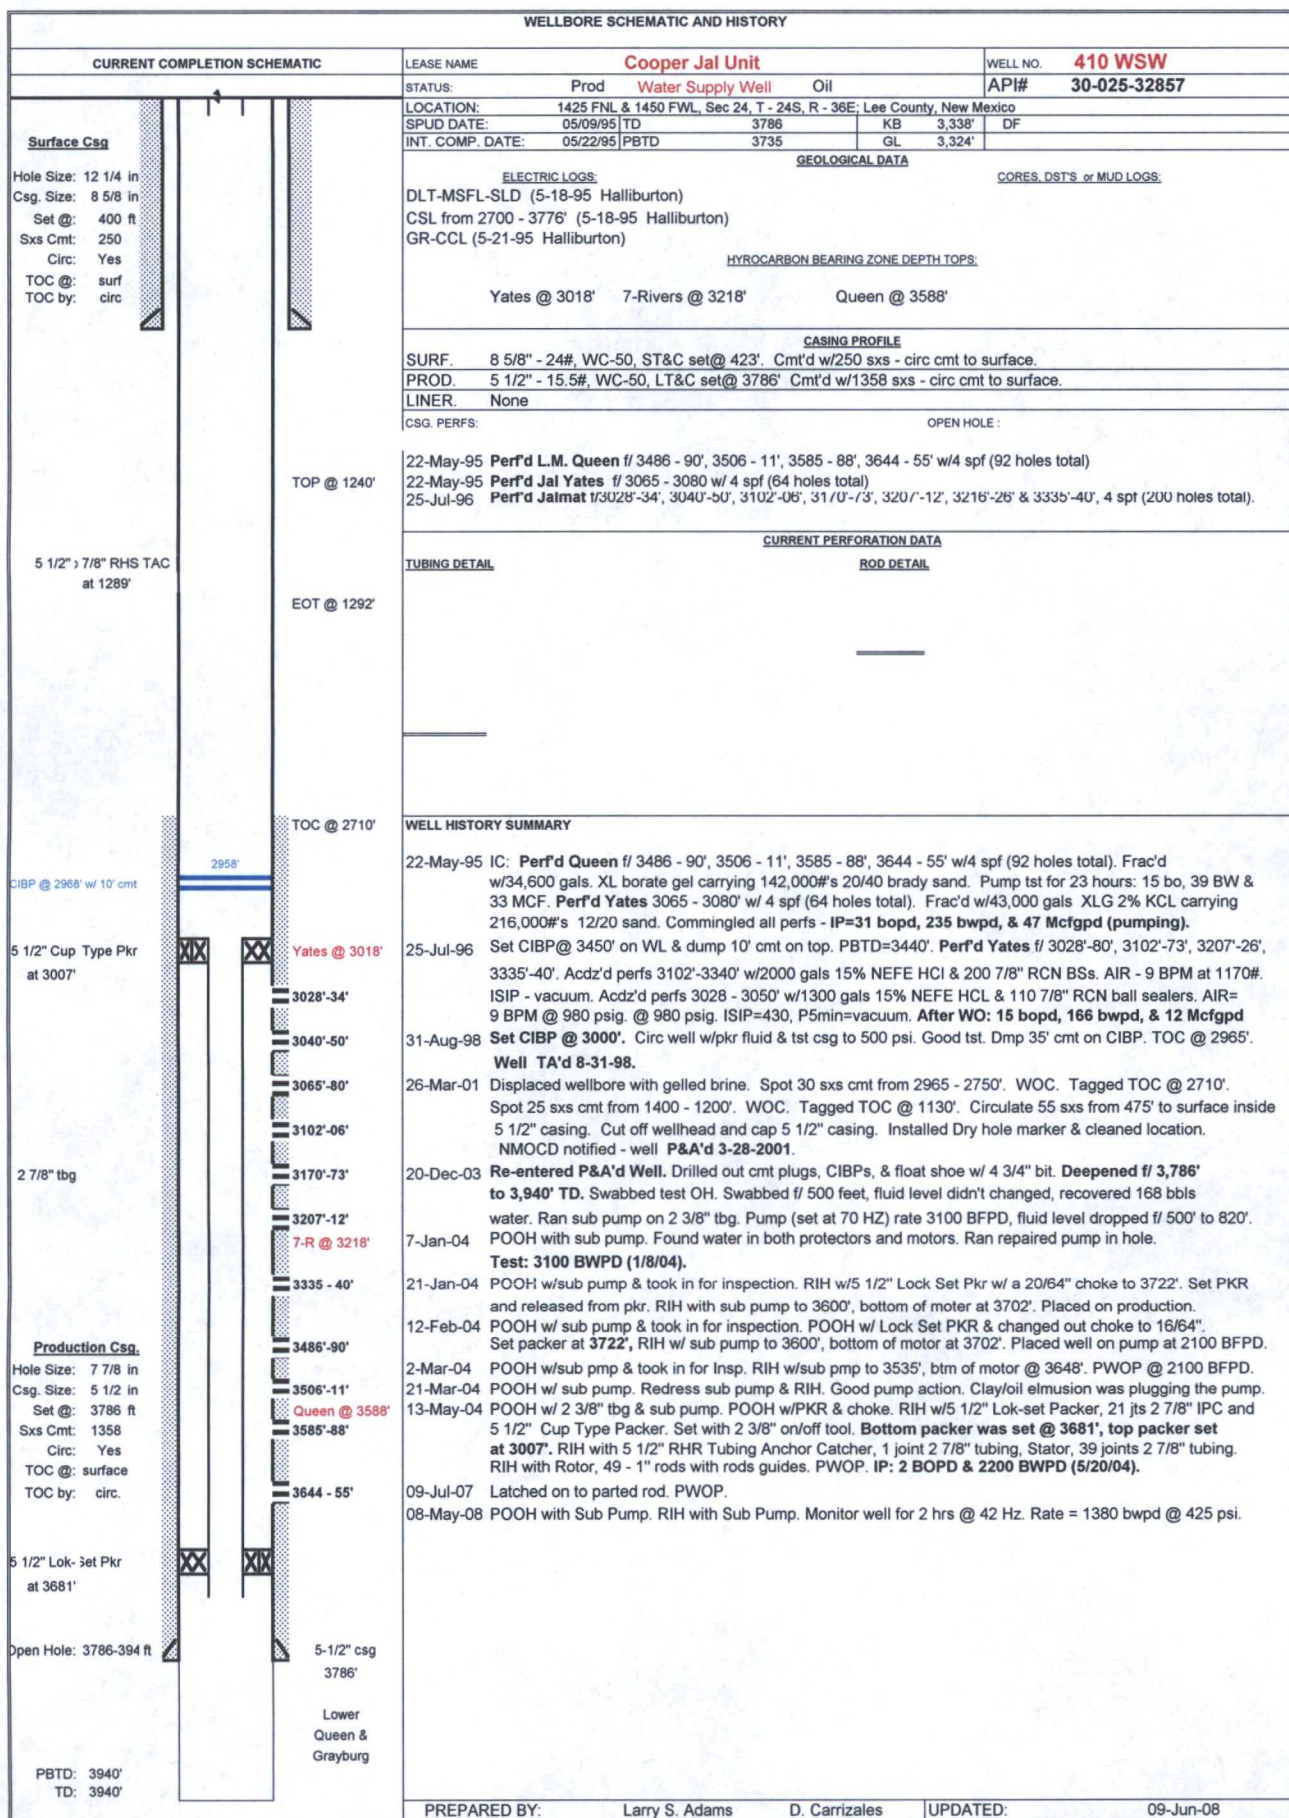 WELLBORE SCHEMATIC AND HISTORY
CURRENT COMPLETION SCHEMATIC
LEASE NAME Cooper Jal Unit WELL NO. 410 WSW
STATUS: Prod Water Supply Well Oil API# 30-025-32857
LOCATION: 1425 FNL & 1450 FWL, Sec 24, T - 24S, R - 36E; Lee County, New Mexico
SPUD DATE: 05/09/95 TD 3786 KB 3,338' DF
INT. COMP. DATE: 05/22/95 PBTD 3735 GL 3,324'
GEOLOGICAL DATA
ELECTRIC LOGS: CORES, DST'S or MUD LOGS:
DLT-MSFL-SLD (5-18-95 Halliburton)
CSL from 2700 - 3776' (5-18-95 Halliburton)
GR-CCL (5-21-95 Halliburton)
HYROCARBON BEARING ZONE DEPTH TOPS:
Yates @ 3018' 7-Rivers @ 3218' Queen @ 3588'
CASING PROFILE
SURF. 8 5/8" - 24#, WC-50, ST&C set@ 423'. Cmt'd w/250 sxs - circ cmt to surface.
PROD. 5 1/2" - 15.5#, WC-50, LT&C set@ 3786' Cmt'd w/1358 sxs - circ cmt to surface.
LINER. None
CSG. PERFS: OPEN HOLE :
22-May-95 Perf'd L.M. Queen f/ 3486 - 90', 3506 - 11', 3585 - 88', 3644 - 55' w/4 spf (92 holes total)
22-May-95 Perf'd Jal Yates f/ 3065 - 3080 w/ 4 spf (64 holes total)
25-Jul-96 Perf'd Jalmat f/3028'-34', 3040'-50', 3102'-06', 3170'-73', 3207'-12', 3216'-26' & 3335'-40', 4 spf (200 holes total).
CURRENT PERFORATION DATA
TUBING DETAIL ROD DETAIL
WELL HISTORY SUMMARY
22-May-95 IC: Perf'd Queen f/ 3486 - 90', 3506 - 11', 3585 - 88', 3644 - 55' w/4 spf (92 holes total). Frac'd
w/34,600 gals. XL borate gel carrying 142,000#'s 20/40 brady sand. Pump tst for 23 hours: 15 bo, 39 BW &
33 MCF. Perf'd Yates 3065 - 3080' w/ 4 spf (64 holes total). Frac'd w/43,000 gals XLG 2% KCL carrying
216,000#'s 12/20 sand. Commingled all perfs - IP=31 bopd, 235 bwpd, & 47 Mcfgpd (pumping).
25-Jul-96 Set CIBP@ 3450' on WL & dump 10' cmt on top. PBTD=3440'. Perf'd Yates f/ 3028'-80', 3102'-73', 3207'-26',
3335'-40'. Acdz'd perfs 3102'-3340' w/2000 gals 15% NEFE HCl & 200 7/8" RCN BSs. AIR - 9 BPM at 1170#.
ISIP - vacuum. Acdz'd perfs 3028 - 3050' w/1300 gals 15% NEFE HCL & 110 7/8" RCN ball sealers. AIR=
9 BPM @ 980 psig. @ 980 psig. ISIP=430, P5min=vacuum. After WO: 15 bopd, 166 bwpd, & 12 Mcfgpd
31-Aug-98 Set CIBP @ 3000'. Circ well w/pkr fluid & tst csg to 500 psi. Good tst. Dmp 35' cmt on CIBP. TOC @ 2965'.
Well TA'd 8-31-98.
26-Mar-01 Displaced wellbore with gelled brine. Spot 30 sxs cmt from 2965 - 2750'. WOC. Tagged TOC @ 2710'.
Spot 25 sxs cmt from 1400 - 1200'. WOC. Tagged TOC @ 1130'. Circulate 55 sxs from 475' to surface inside
5 1/2" casing. Cut off wellhead and cap 5 1/2" casing. Installed Dry hole marker & cleaned location.
NMOCD notified - well P&A'd 3-28-2001.
20-Dec-03 Re-entered P&A'd Well. Drilled out cmt plugs, CIBPs, & float shoe w/ 4 3/4" bit. Deepened f/ 3,786'
to 3,940' TD. Swabbed test OH. Swabbed f/ 500 feet, fluid level didn't changed, recovered 168 bbls
water. Ran sub pump on 2 3/8" tbg. Pump (set at 70 HZ) rate 3100 BFPD, fluid level dropped f/ 500' to 820'.
7-Jan-04 POOH with sub pump. Found water in both protectors and motors. Ran repaired pump in hole.
Test: 3100 BWPD (1/8/04).
21-Jan-04 POOH w/sub pump & took in for inspection. RIH w/5 1/2" Lock Set Pkr w/ a 20/64" choke to 3722'. Set PKR
and released from pkr. RIH with sub pump to 3600', bottom of moter at 3702'. Placed on production.
12-Feb-04 POOH w/ sub pump & took in for inspection. POOH w/ Lock Set PKR & changed out choke to 16/64".
Set packer at 3722', RIH w/ sub pump to 3600', bottom of motor at 3702'. Placed well on pump at 2100 BFPD.
2-Mar-04 POOH w/sub pmp & took in for Insp. RIH w/sub pmp to 3535', btm of motor @ 3648'. PWOP @ 2100 BFPD.
21-Mar-04 POOH w/ sub pump. Redress sub pump & RIH. Good pump action. Clay/oil elmusion was plugging the pump.
13-May-04 POOH w/ 2 3/8" tbg & sub pump. POOH w/PKR & choke. RIH w/5 1/2" Lok-set Packer, 21 jts 2 7/8" IPC and
5 1/2" Cup Type Packer. Set with 2 3/8" on/off tool. Bottom packer was set @ 3681', top packer set
at 3007'. RIH with 5 1/2" RHR Tubing Anchor Catcher, 1 joint 2 7/8" tubing, Stator, 39 joints 2 7/8" tubing.
RIH with Rotor, 49 - 1" rods with rods guides. PWOP. IP: 2 BOPD & 2200 BWPD (5/20/04).
09-Jul-07 Latched on to parted rod. PWOP.
08-May-08 POOH with Sub Pump. RIH with Sub Pump. Monitor well for 2 hrs @ 42 Hz. Rate = 1380 bwpd @ 425 psi.
PREPARED BY: Larry S. Adams D. Carrizales UPDATED: 09-Jun-08
Surface Csg
Hole Size: 12 1/4 in
Csg. Size: 8 5/8 in
Set @: 400 ft
Sxs Cmt: 250
Circ: Yes
TOC @: surf
TOC by: circ
TOP @ 1240'
5 1/2" x 7/8" RHS TAC
at 1289'
EOT @ 1292'
TOC @ 2710'
2958'
CIBP @ 2968' w/ 10' cmt
5 1/2" Cup Type Pkr
at 3007'
Yates @ 3018'
3028'-34'
3040'-50'
3065'-80'
3102'-06'
2 7/8" tbg
3170'-73'
3207'-12'
7-R @ 3218'
3335 - 40'
3486'-90'
3506'-11'
Queen @ 3588'
3585'-88'
3644 - 55'
Production Csg.
Hole Size: 7 7/8 in
Csg. Size: 5 1/2 in
Set @: 3786 ft
Sxs Cmt: 1358
Circ: Yes
TOC @: surface
TOC by: circ.
5 1/2" Lok-Set Pkr
at 3681'
Open Hole: 3786-394 ft
5-1/2" csg
3786'
Lower
Queen &
Grayburg
PBTD: 3940'
TD: 3940'